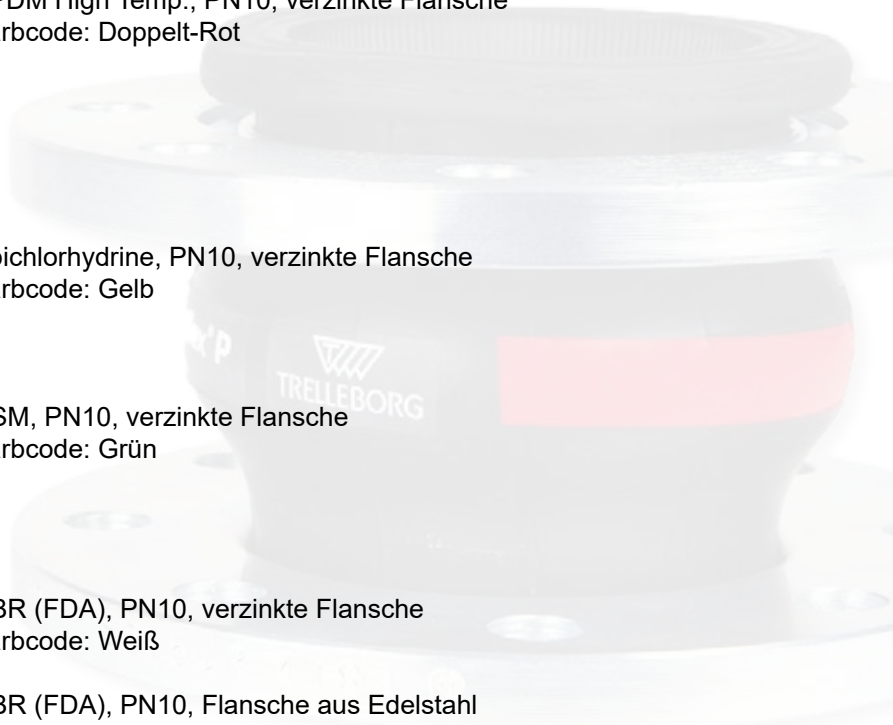 PDM High Temp., PN10, verzinkte Flansche
rbcode: Doppelt-Rot
ichlorhydrine, PN10, verzinkte Flansche
rbcode: Gelb
P
TRELLEBORG
SM, PN10, verzinkte Flansche
rbcode: Grün
BR (FDA), PN10, verzinkte Flansche
rbcode: Weiß
BR (FDA), PN10, Flansche aus Edelstahl